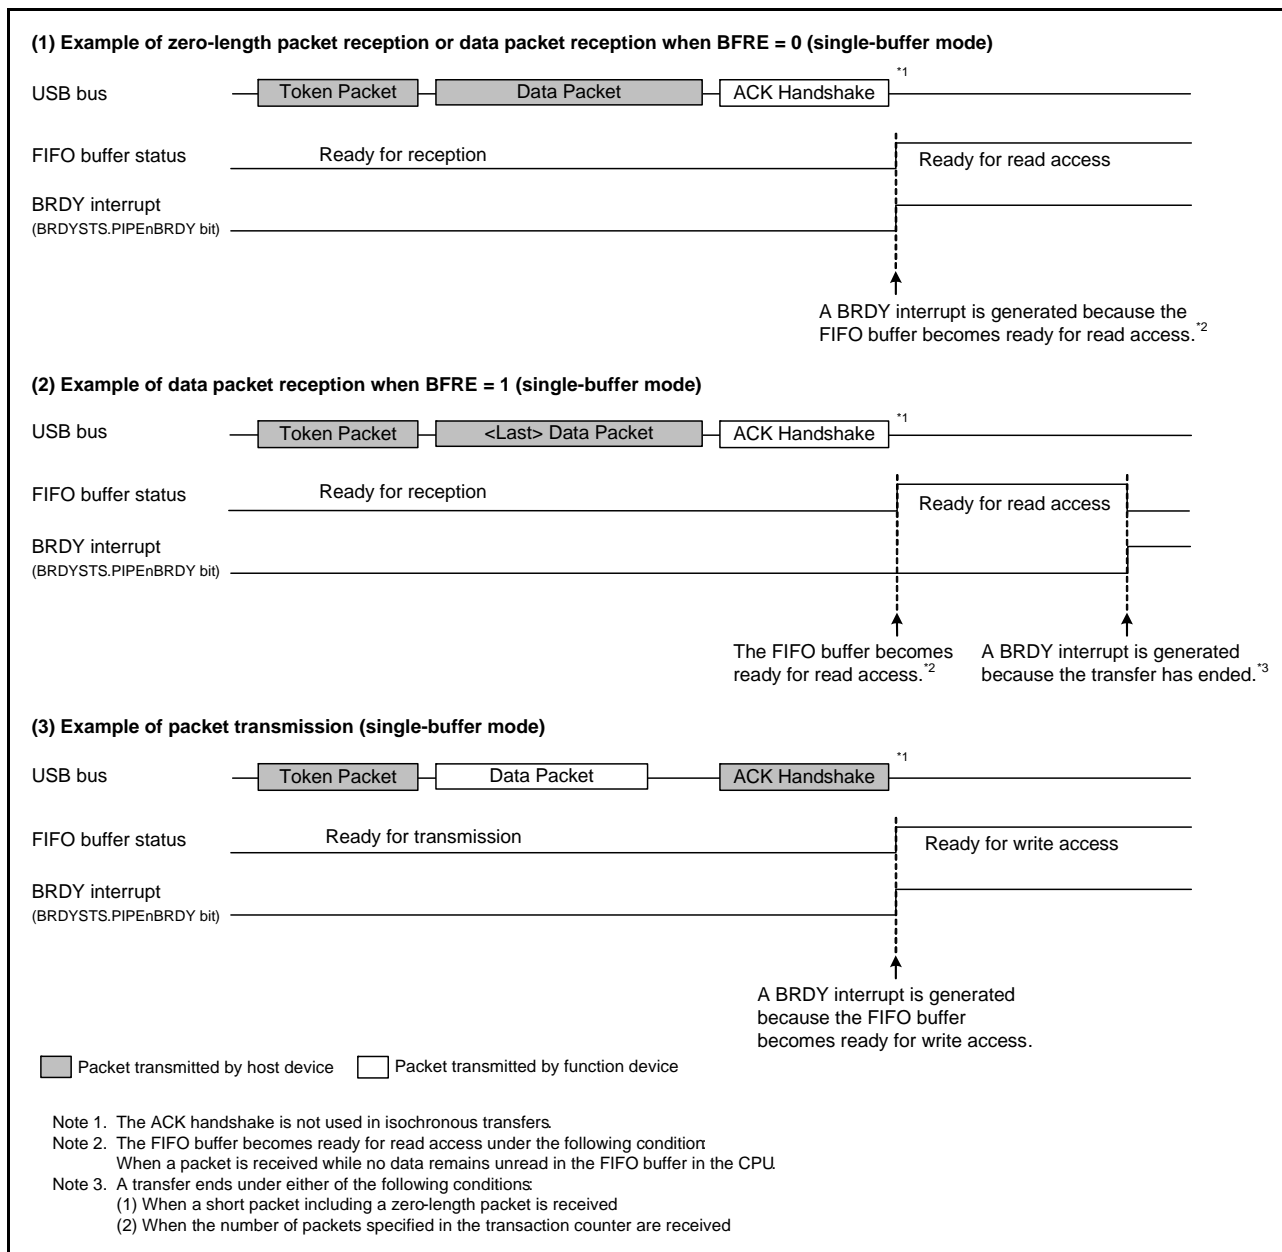 (1) Example of zero-length packet reception or data packet reception when BFRE = 0 (single-buffer mode)
USB bus
Token Packet
Data Packet
ACK Handshake
*1
FIFO buffer status
Ready for reception
Ready for read access
BRDY interrupt
(BRDYSTS.PIPEnBRDY bit)
A BRDY interrupt is generated because the
FIFO buffer becomes ready for read access.*2
(2) Example of data packet reception when BFRE = 1 (single-buffer mode)
USB bus
Token Packet
<Last> Data Packet
ACK Handshake
*1
FIFO buffer status
Ready for reception
Ready for read access
BRDY interrupt
(BRDYSTS.PIPEnBRDY bit)
The FIFO buffer becomes
ready for read access.*2
A BRDY interrupt is generated
because the transfer has ended.*3
(3) Example of packet transmission (single-buffer mode)
USB bus
Token Packet
Data Packet
ACK Handshake
*1
FIFO buffer status
Ready for transmission
Ready for write access
BRDY interrupt
(BRDYSTS.PIPEnBRDY bit)
A BRDY interrupt is generated
because the FIFO buffer
becomes ready for write access.
Packet transmitted by host device
Packet transmitted by function device
Note 1. The ACK handshake is not used in isochronous transfers.
Note 2. The FIFO buffer becomes ready for read access under the following condition:
When a packet is received while no data remains unread in the FIFO buffer in the CPU.
Note 3. A transfer ends under either of the following conditions:
(1) When a short packet including a zero-length packet is received
(2) When the number of packets specified in the transaction counter are received